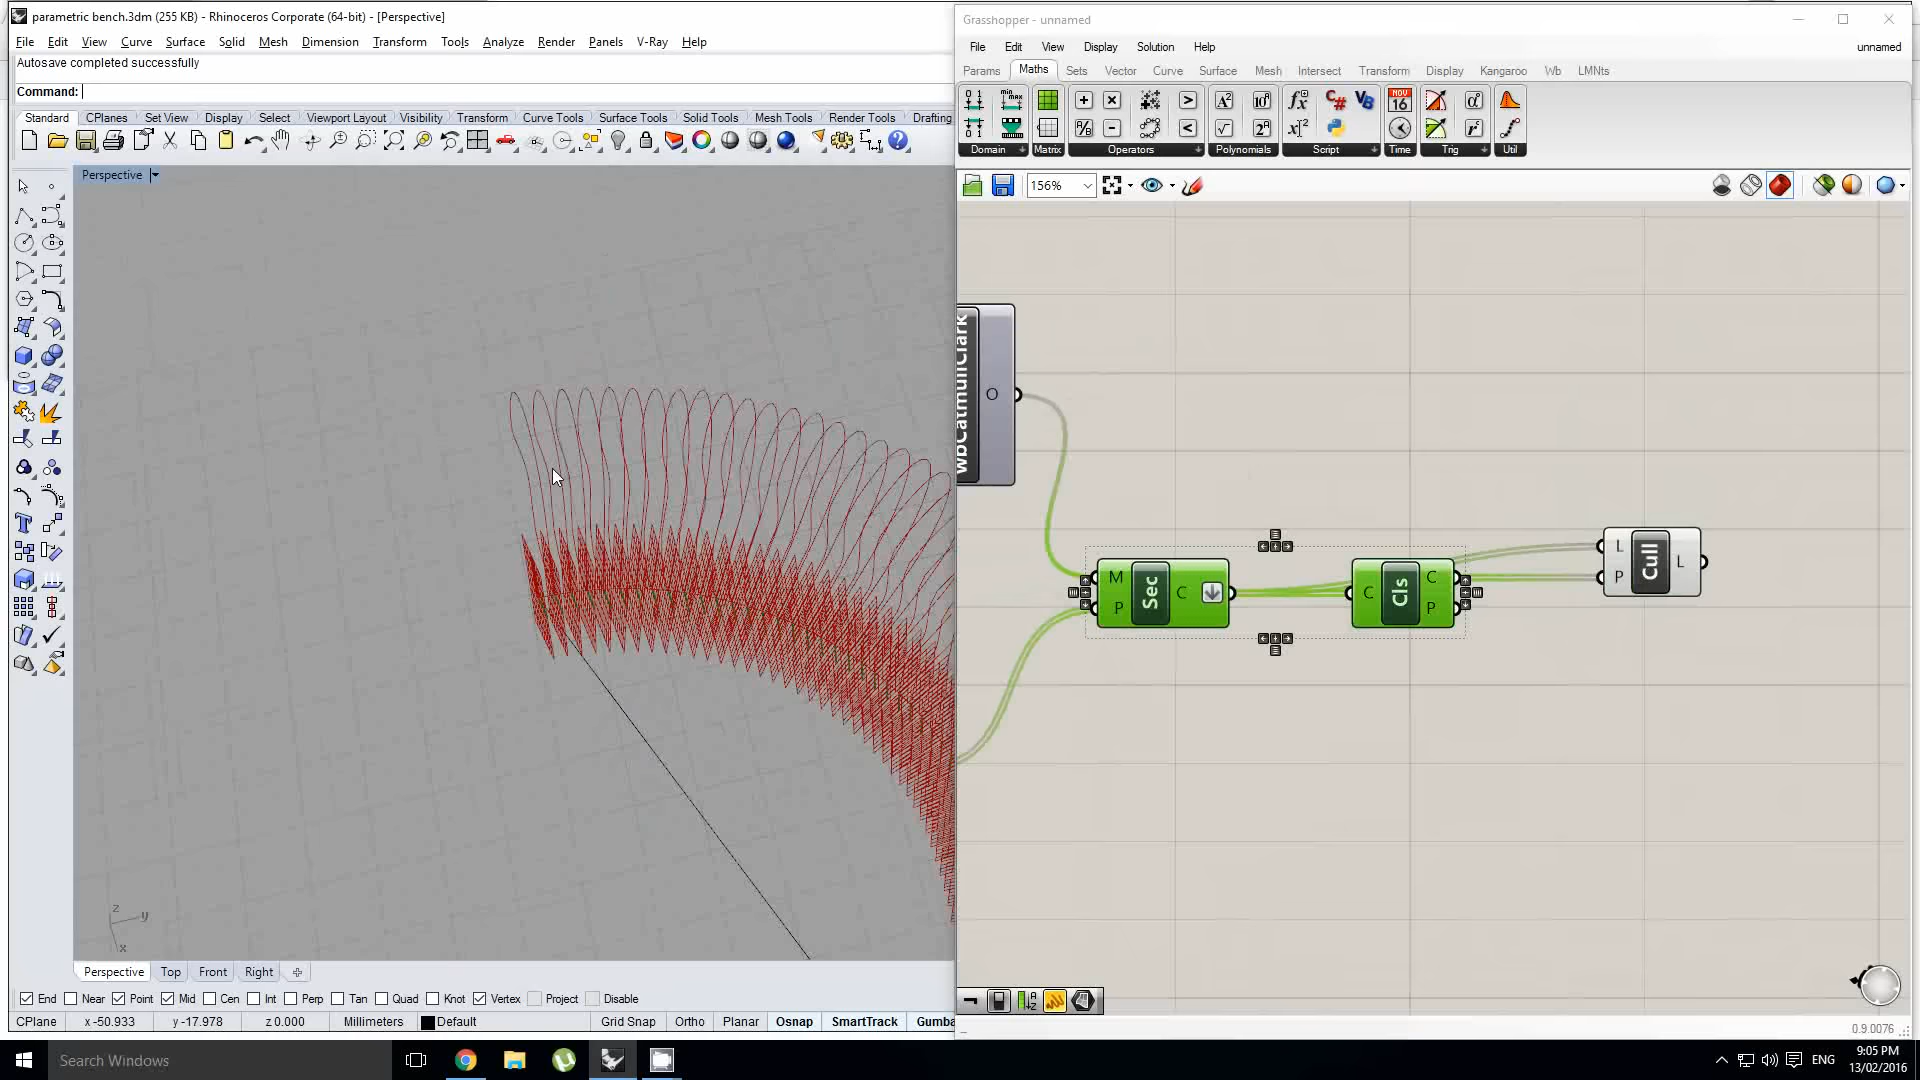 parametric bench.3dm (255 KB) - Rhinoceros Corporate (64-bit) - [Perspective]
File Edit View Curve Surface Solid Mesh Dimension Transform Tools Analyze Render Panels V-Ray Help
Autosave completed successfully
Command:
Standard CPlanes Set View Display Select Viewport Layout Visibility Transform Curve Tools Surface Tools Solid Tools Mesh Tools Render Tools Drafting
Perspective
z
y
x
Perspective Top Front Right
End Near Point Mid Cen Int Perp Tan Quad Knot Vertex Project Disable
CPlane x -50.933 y -17.978 z 0.000 Millimeters Default Grid Snap Ortho Planar Osnap SmartTrack Gumba
Grasshopper - unnamed
File Edit View Display Solution Help unnamed
Params Maths Sets Vector Curve Surface Mesh Intersect Transform Display Kangaroo Wb LMNts
Domain Matrix Operators Polynomials Script Time Trig Util
NOV 16
C# VB
156%
wbCatmullClark O
M P Sec C
C Cls C P
L P Cull L
0.9.0076
Search Windows
ENG
9:05 PM
13/02/2016